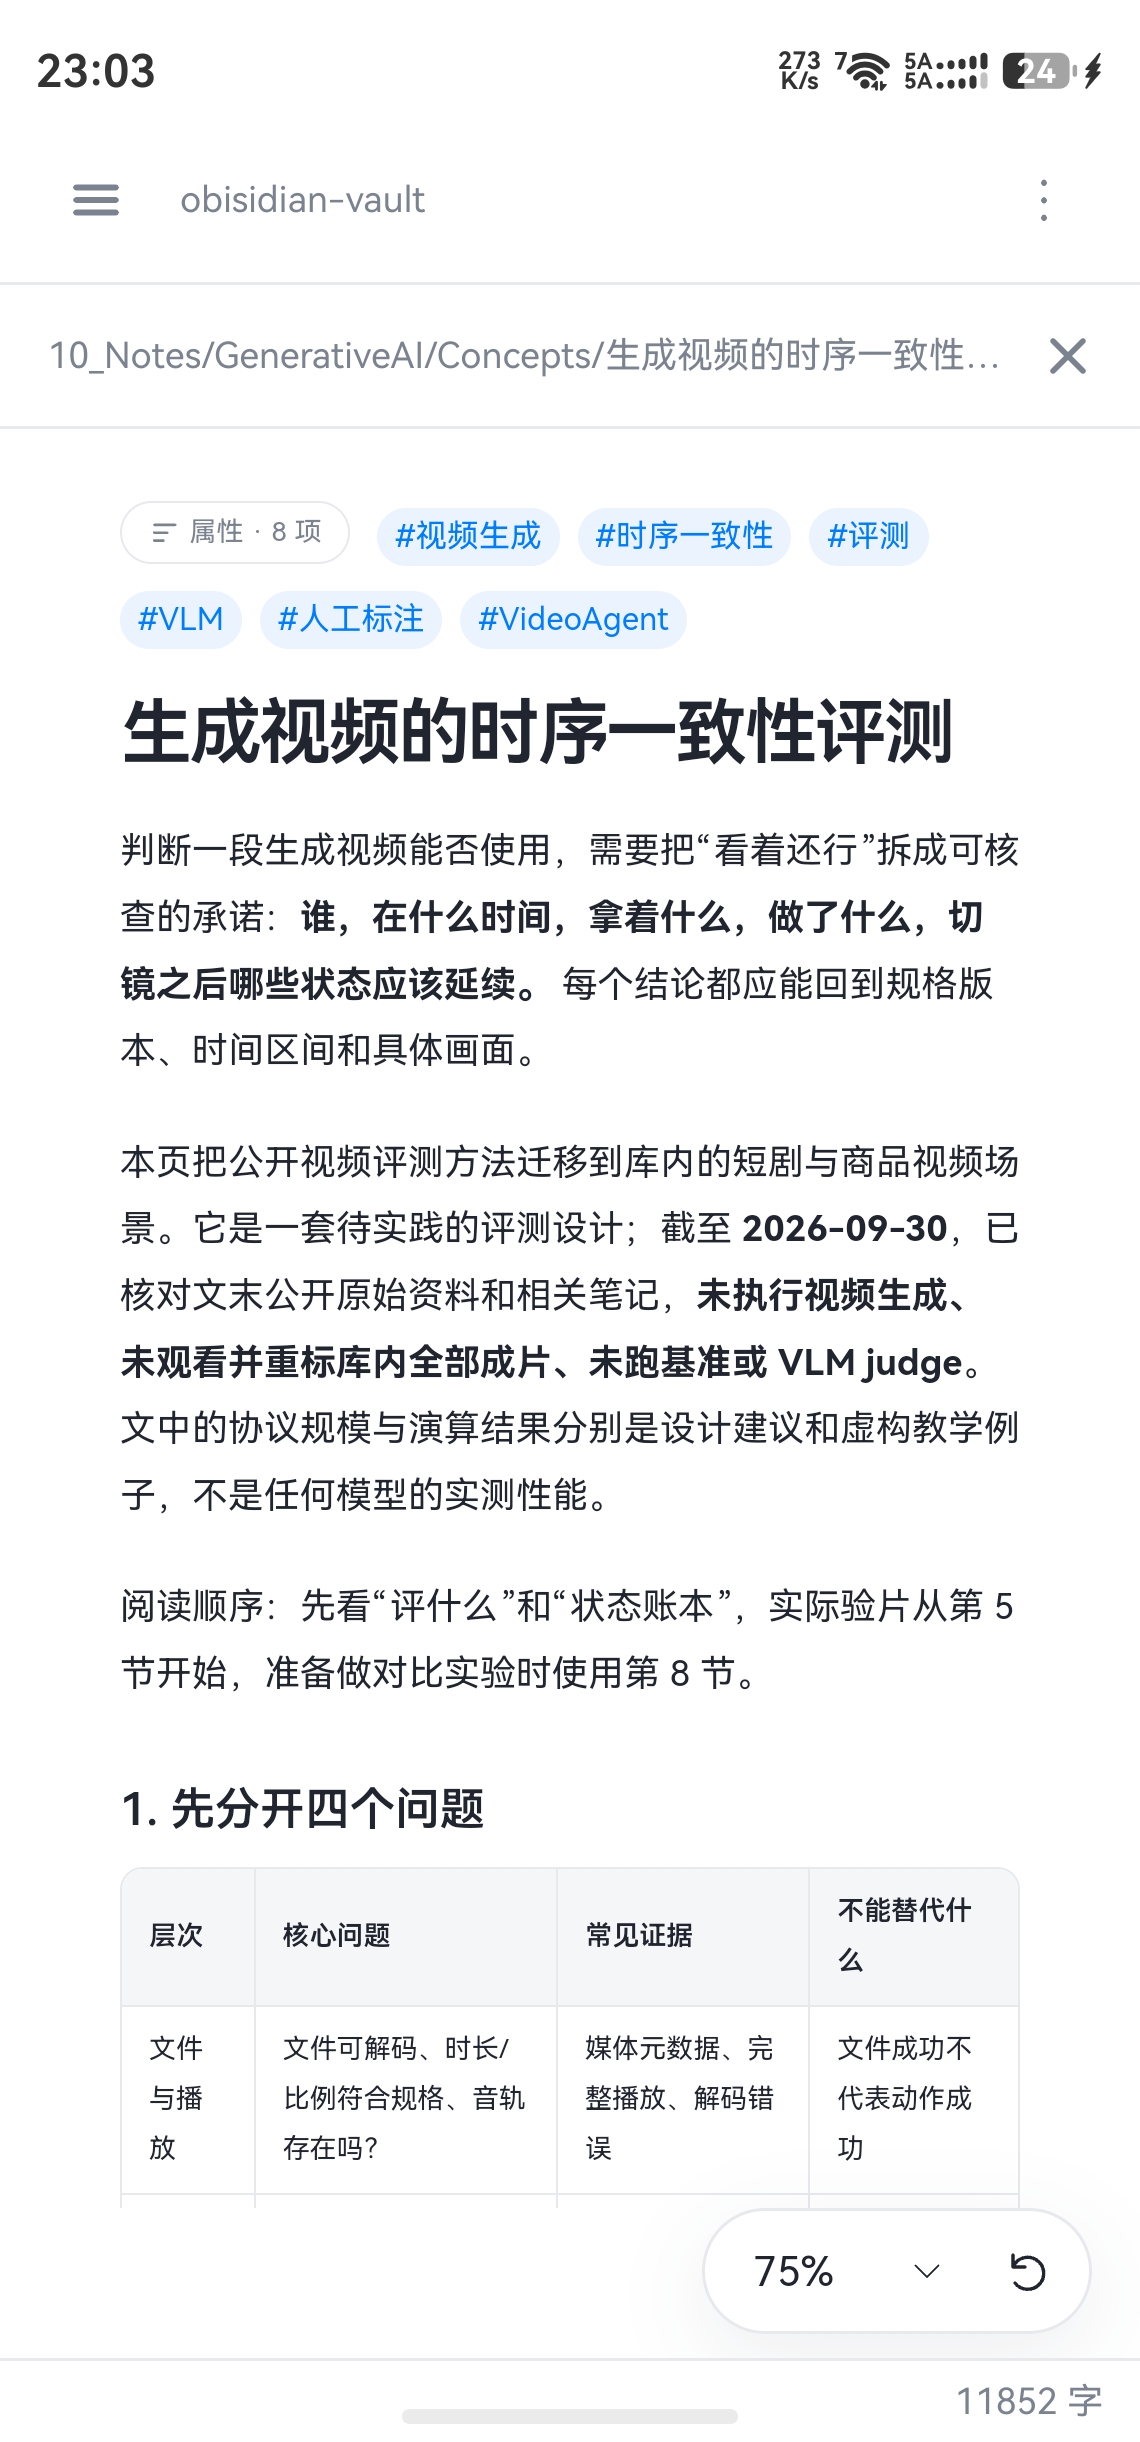 23:03
273 K/s 7 5A 5A 24
obisidian-vault
10_Notes/GenerativeAI/Concepts/生成视频的时序一致性…
属性 · 8 项 #视频生成 #时序一致性 #评测
#VLM #人工标注 #VideoAgent
生成视频的时序一致性评测
判断一段生成视频能否使用，需要把“看着还行”拆成可核
查的承诺：谁，在什么时间，拿着什么，做了什么，切
镜之后哪些状态应该延续。 每个结论都应能回到规格版
本、时间区间和具体画面。
本页把公开视频评测方法迁移到库内的短剧与商品视频场
景。它是一套待实践的评测设计；截至 2026-09-30，已
核对文末公开原始资料和相关笔记，未执行视频生成、
未观看并重标库内全部成片、未跑基准或 VLM judge。
文中的协议规模与演算结果分别是设计建议和虚构教学例
子，不是任何模型的实测性能。
阅读顺序：先看“评什么”和“状态账本”，实际验片从第 5
节开始，准备做对比实验时使用第 8 节。
1. 先分开四个问题
层次 核心问题 常见证据 不能替代什
么
文件 文件可解码、时长/ 媒体元数据、完 文件成功不
与播 比例符合规格、音轨 整播放、解码错 代表动作成
放 存在吗？ 误 功
75%
11852 字